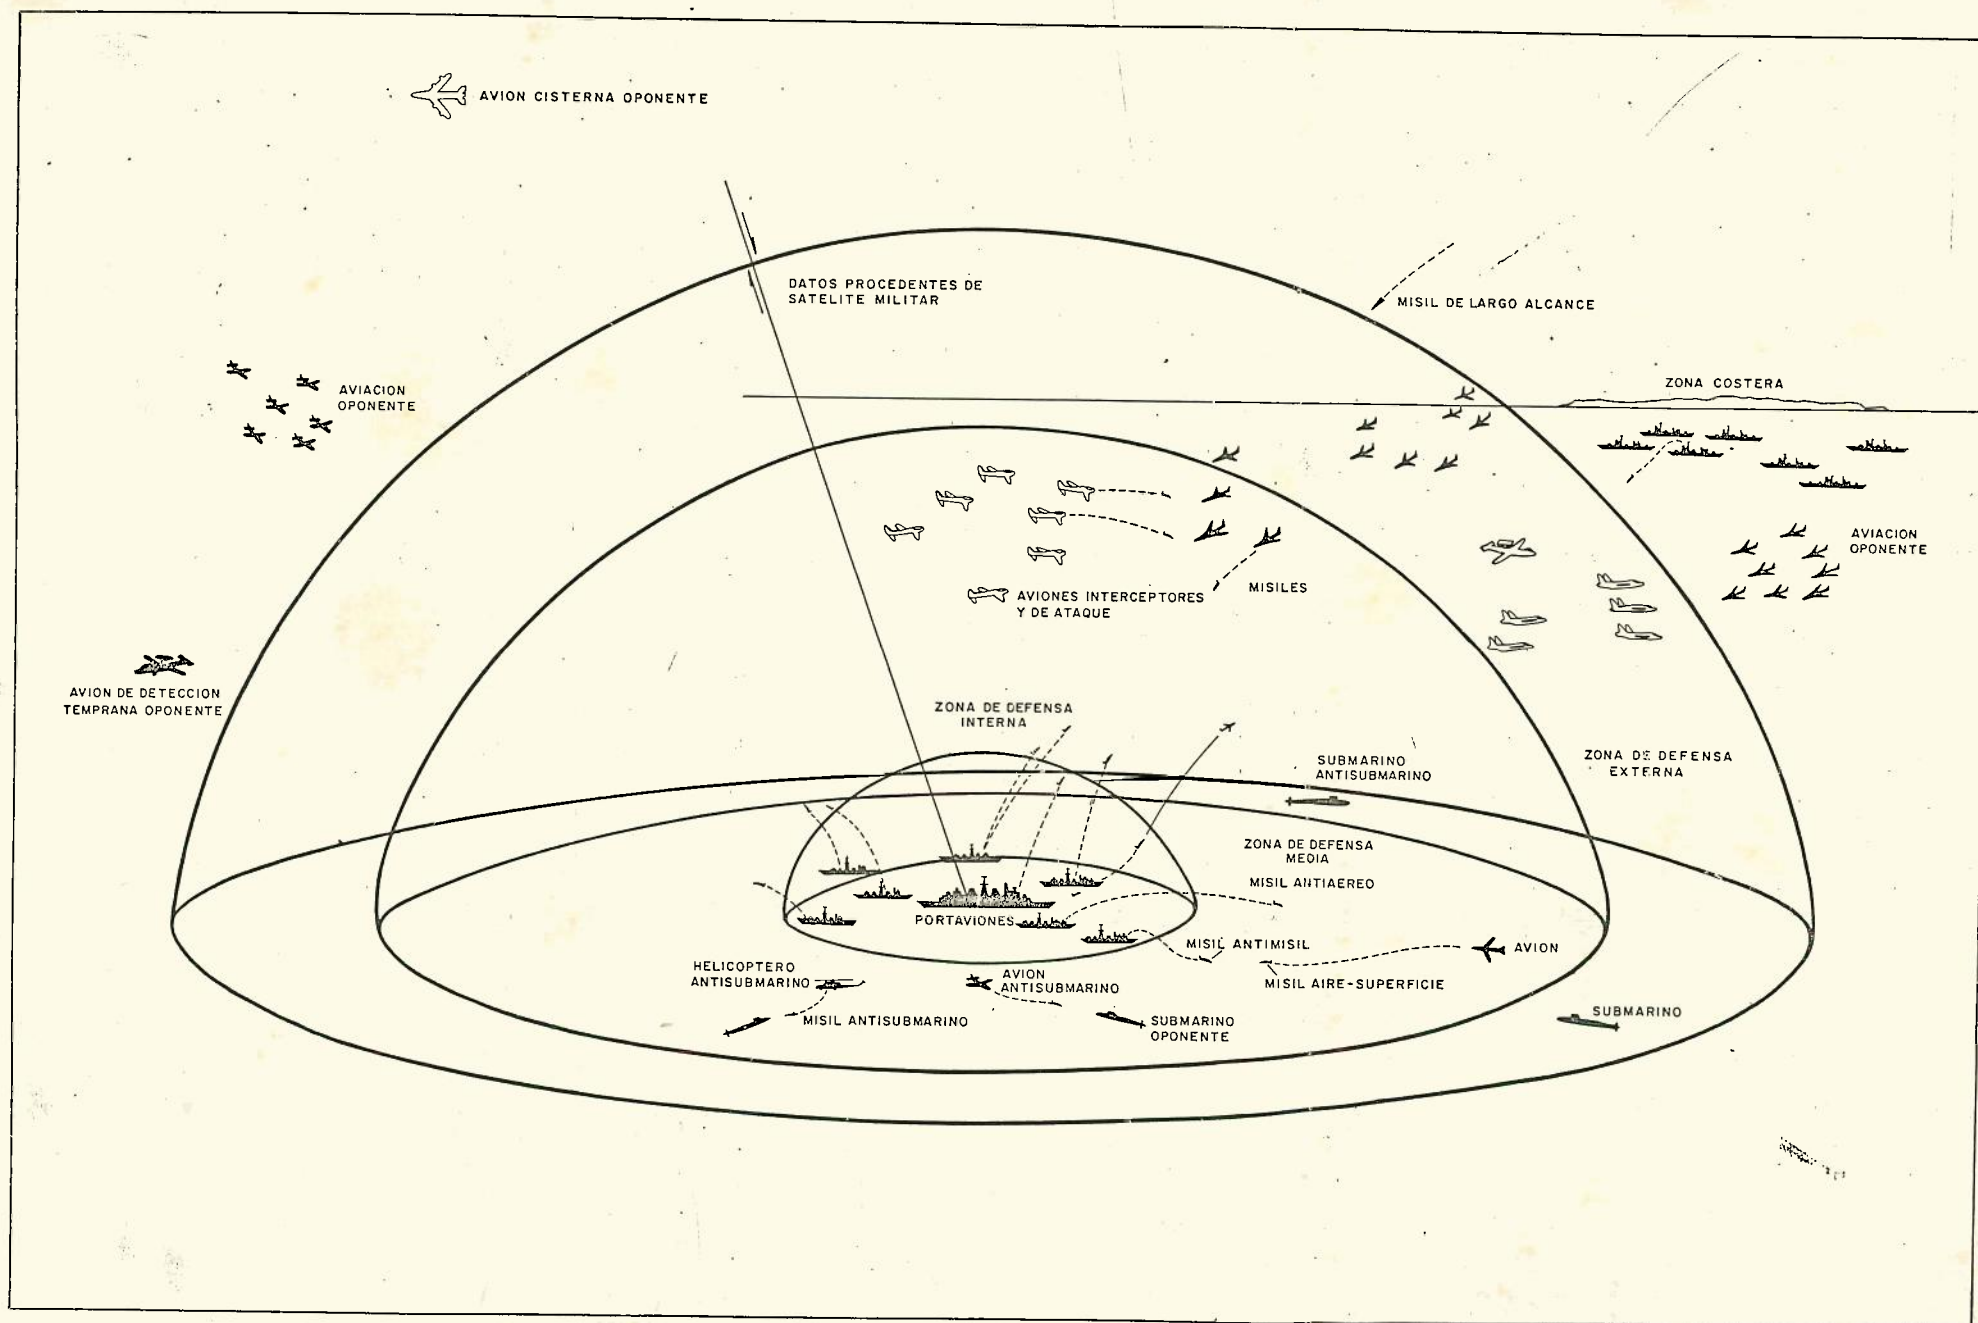 AVION CISTERNA OPONENTE
DATOS PROCEDENTES DE
SATELITE MILITAR
MISIL DE LARGO ALCANCE
ZONA COSTERA
AVIACION
OPONENTE
AVIACION
OPONENTE
AVIONES INTERCEPTORES
Y DE ATAQUE
MISILES
AVION DE DETECCION
TEMPRANA OPONENTE
ZONA DE DEFENSA
INTERNA
SUBMARINO
ANTISUBMARINO
ZONA DE DEFENSA
EXTERNA
ZONA DE DEFENSA
MEDIA
MISIL ANTIAEREO
PORTAVIONES
MISIL ANTIMISIL
AVION
HELICOPTERO
ANTISUBMARINO
AVION
ANTISUBMARINO
MISIL AIRE-SUPERFICIE
MISIL ANTISUBMARINO
SUBMARINO
OPONENTE
SUBMARINO